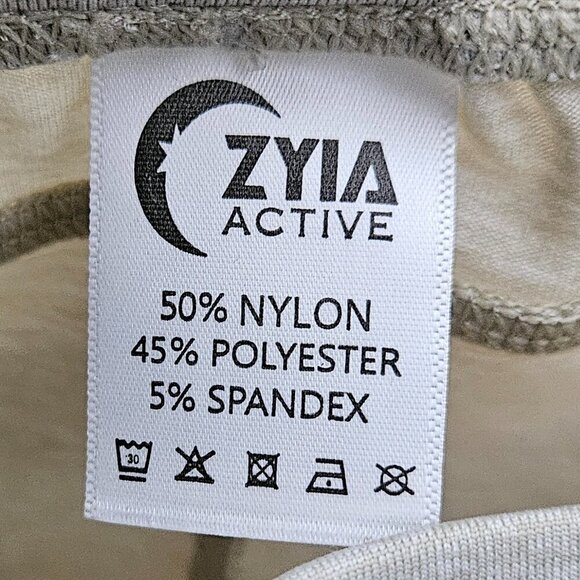 ZYIA
ACTIVE
50% NYLON
45% POLYESTER
5% SPANDEX
30